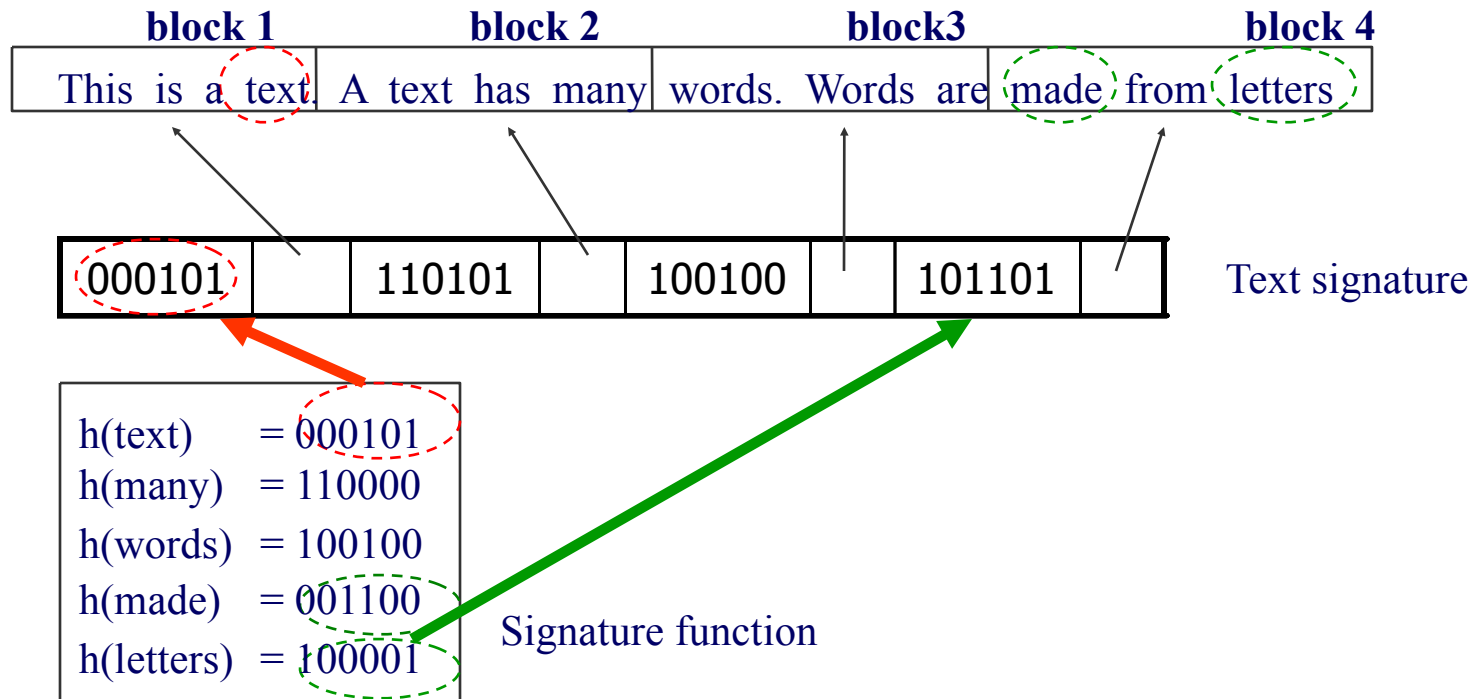 block 1 block 2 block3 block 4
This is a text. A text has many words. Words are made from letters
000101 110101 100100 101101 Text signature
h(text) = 000101
h(many) = 110000
h(words) = 100100
h(made) = 001100
Signature function
h(letters) = 100001